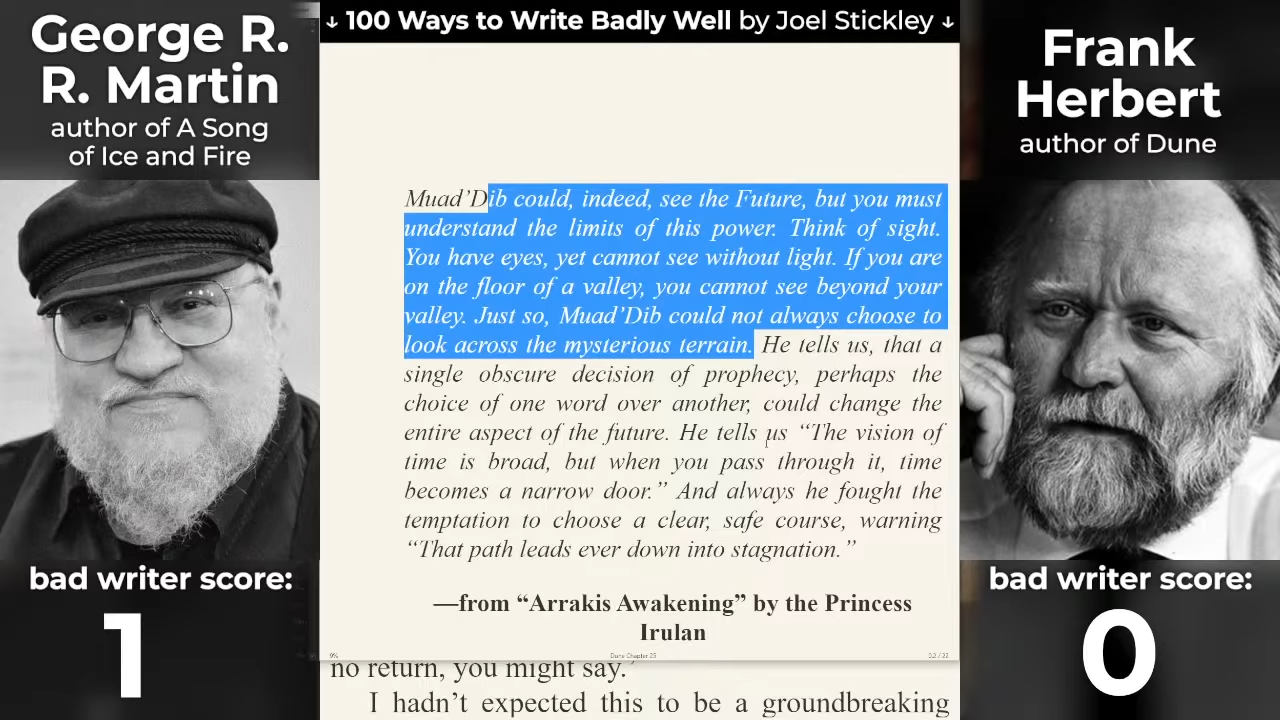 George R.
R. Martin
author of A Song
of Ice and Fire
bad writer score:
1
↓ 100 Ways to Write Badly Well by Joel Stickley ↓
Muad’Dib could, indeed, see the Future, but you must
understand the limits of this power. Think of sight.
You have eyes, yet cannot see without light. If you are
on the floor of a valley, you cannot see beyond your
valley. Just so, Muad’Dib could not always choose to
look across the mysterious terrain. He tells us, that a
single obscure decision of prophecy, perhaps the
choice of one word over another, could change the
entire aspect of the future. He tells us “The vision of
time is broad, but when you pass through it, time
becomes a narrow door.” And always he fought the
temptation to choose a clear, safe course, warning
“That path leads ever down into stagnation.”
—from “Arrakis Awakening” by the Princess
Irulan
9%
Dune Chapter 25
0.2 / 22
no return, you might say.’
I hadn’t expected this to be a groundbreaking
Frank
Herbert
author of Dune
bad writer score:
0